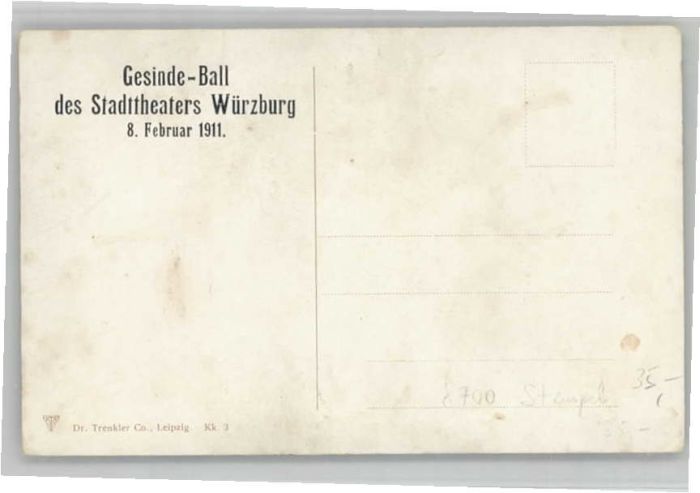 Gesinde-Ball
des Stadttheaters Würzburg
8. Februar 1911.
35,-
8700 Stempel
Dr. Trenkler Co., Leipzig Kk. 3